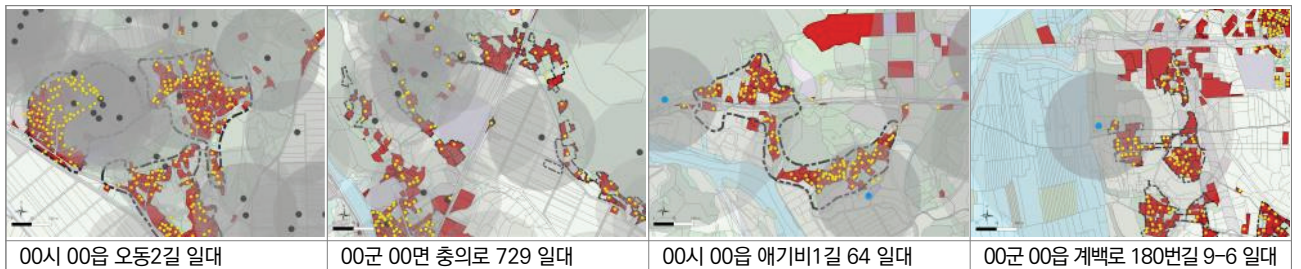 00시 00읍 오동2길 일대
00군 00면 충의로 729 일대
00시 00읍 애기비1길 64 일대
00군 00읍 계백로 180번길 9-6 일대